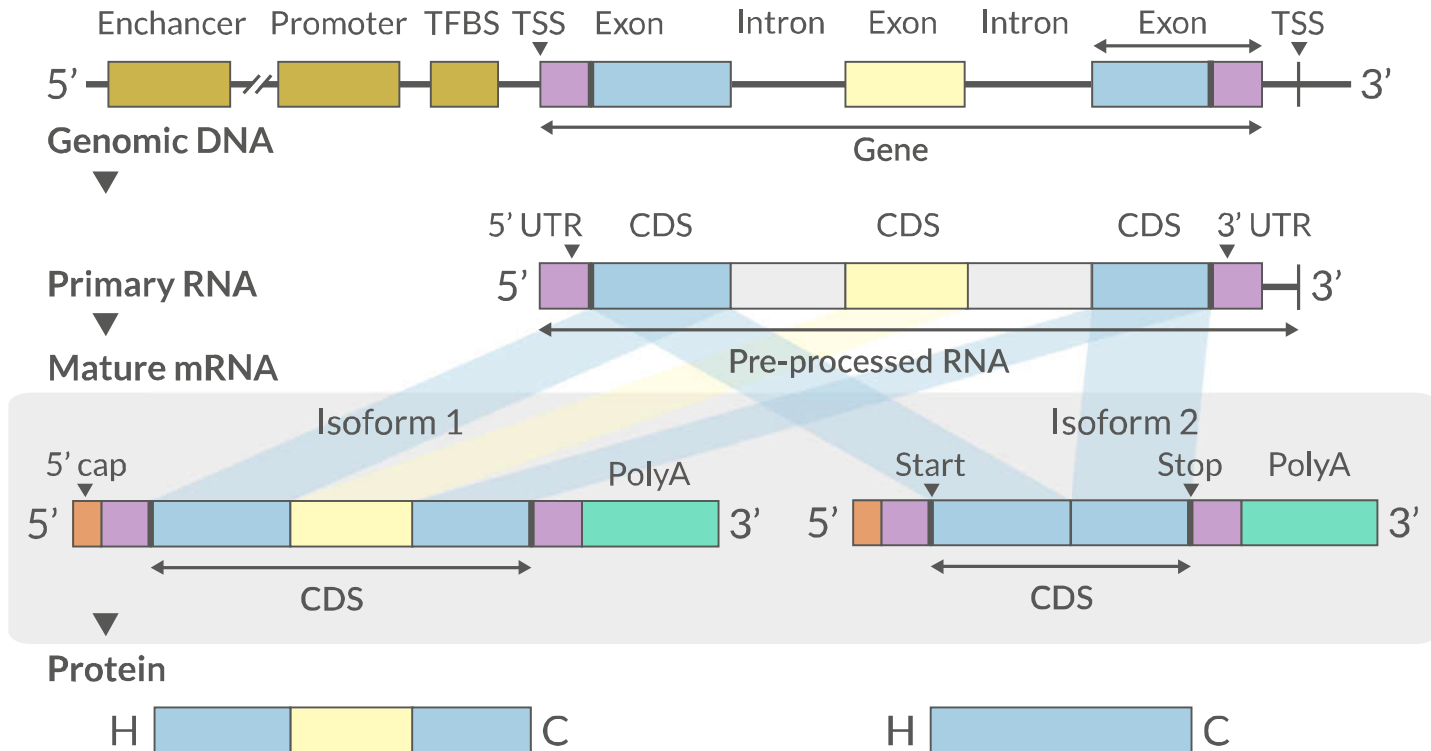 Enchancer Promoter TFBS TSS Exon Intron Exon Intron Exon TSS
5’ 3’
Genomic DNA
Gene
5’ UTR CDS CDS CDS 3’ UTR
Primary RNA 5’ 3’
Mature mRNA Pre-processed RNA
Isoform 1 Isoform 2
5’ cap PolyA Start Stop PolyA
5’ 3’ 5’ 3’
CDS CDS
Protein
H C H C